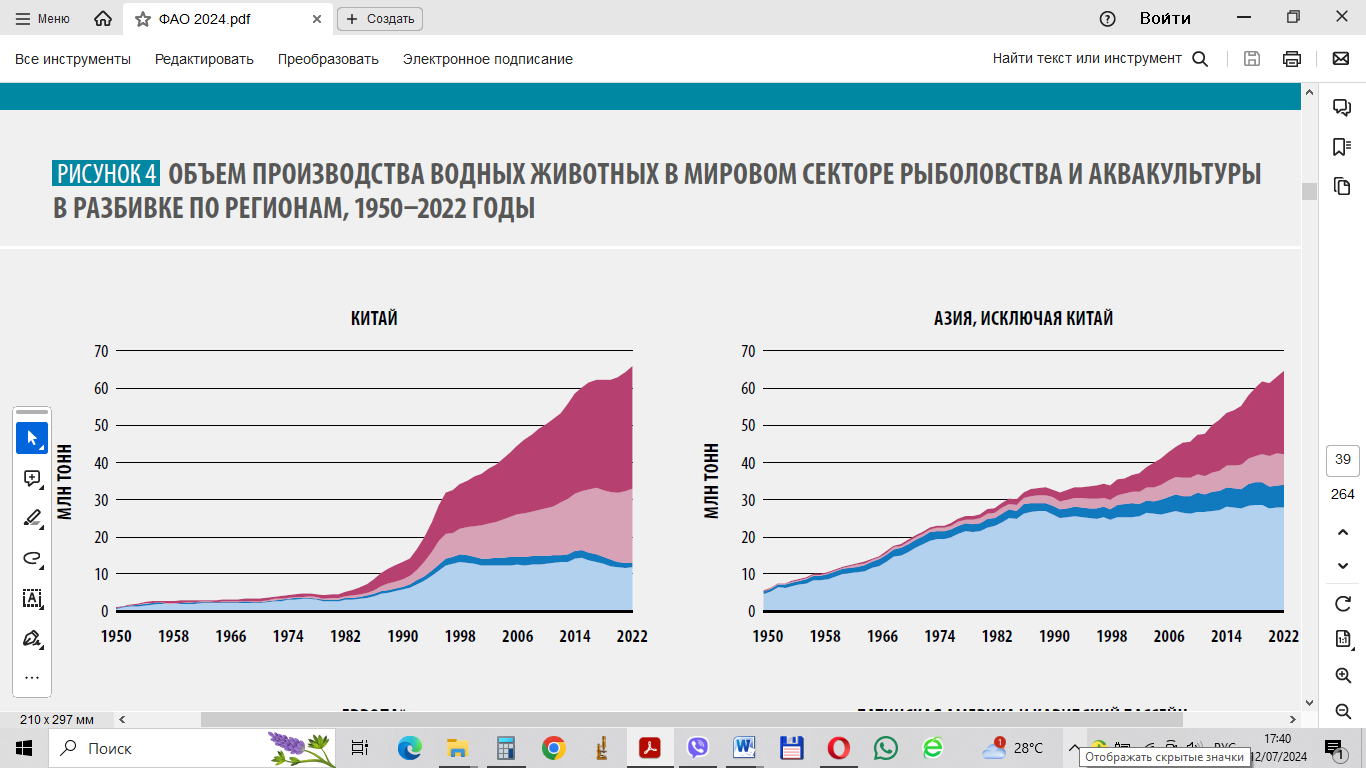 Меню
ФАО 2024.pdf
Создать
Войти
Все инструменты
Редактировать
Преобразовать
Электронное подписание
Найти текст или инструмент
РИСУНОК 4 ОБЪЕМ ПРОИЗВОДСТВА ВОДНЫХ ЖИВОТНЫХ В МИРОВОМ СЕКТОРЕ РЫБОЛОВСТВА И АКВАКУЛЬТУРЫ
В РАЗБИВКЕ ПО РЕГИОНАМ, 1950–2022 ГОДЫ
КИТАЙ
70
60
50
40
30
20
10
0
МЛН ТОНН
1950 1958 1966 1974 1982 1990 1998 2006 2014 2022
АЗИЯ, ИСКЛЮЧАЯ КИТАЙ
70
60
50
40
30
20
10
0
МЛН ТОНН
1950 1958 1966 1974 1982 1990 1998 2006 2014 2022
39
264
1:1
210 x 297 мм
Поиск
28°C
17:40
12/07/2024
1
Отображать скрытые значки